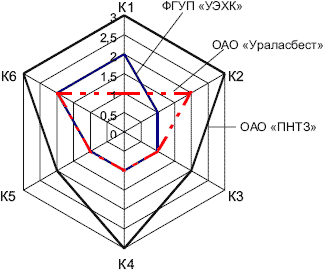 К1
ФГУП «УЭХК»
3
2,5
ОАО «Ураласбест»
2
К6
К2
1,5
1
0,5
ОАО «ПНТЗ»
0
К5
К3
К4